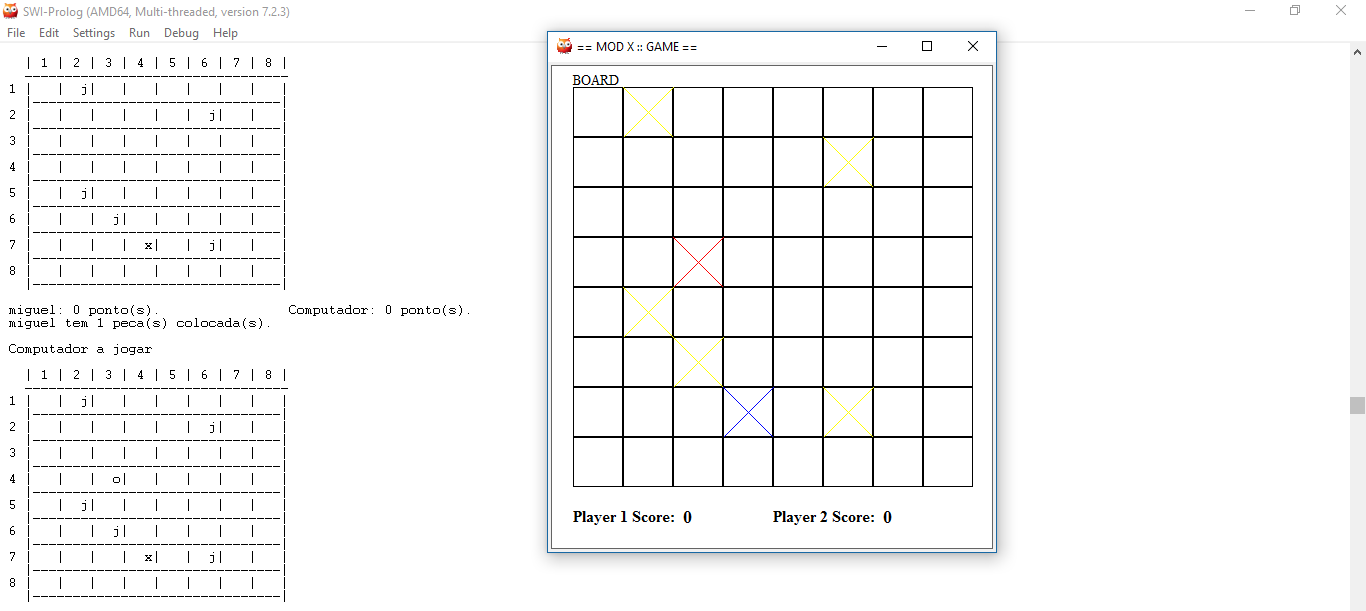 SWI-Prolog (AMD64, Multi-threaded, version 7.2.3)
File Edit Settings Run Debug Help
| 1 | 2 | 3 | 4 | 5 | 6 | 7 | 8 |
1 | | j| | | | | | |
2 | | | | | | j| | |
3 | | | | | | | | |
4 | | | | | | | | |
5 | | j| | | | | | |
6 | | | j| | | | | |
7 | | | | x| | j| | |
8 | | | | | | | | |
miguel: 0 ponto(s). Computador: 0 ponto(s).
miguel tem 1 peca(s) colocada(s).
Computador a jogar
| 1 | 2 | 3 | 4 | 5 | 6 | 7 | 8 |
1 | | j| | | | | | |
2 | | | | | | j| | |
3 | | | | | | | | |
4 | | | o| | | | | |
5 | | j| | | | | | |
6 | | | j| | | | | |
7 | | | | x| | j| | |
8 | | | | | | | | |
== MOD X :: GAME ==
BOARD
Player 1 Score: 0 Player 2 Score: 0